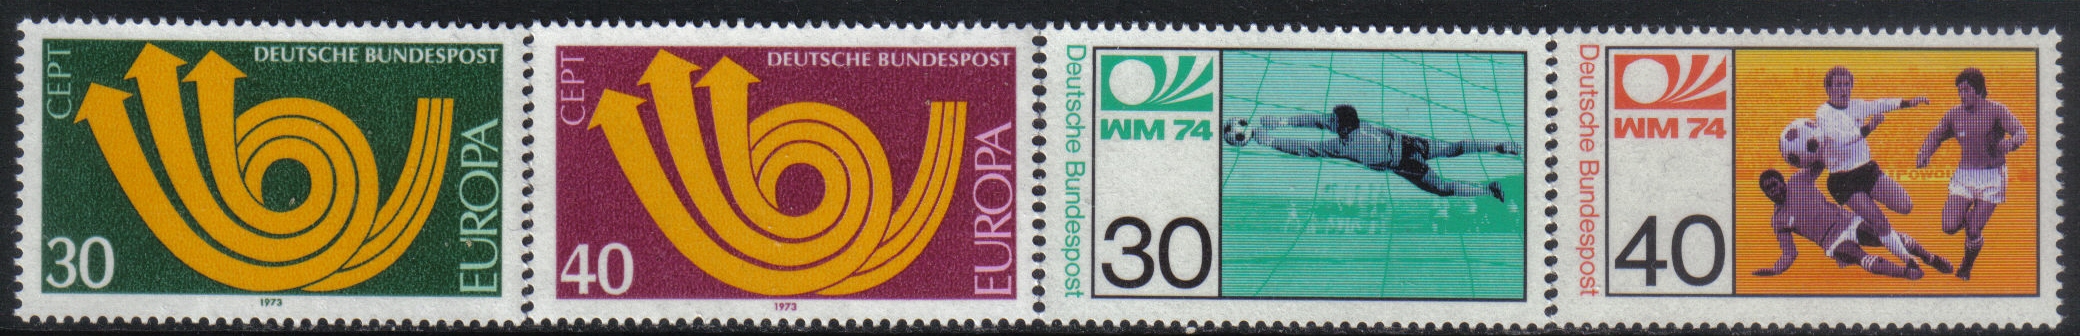 CEPT
DEUTSCHE BUNDESPOST
EUROPA
30
1973
CEPT
DEUTSCHE BUNDESPOST
EUROPA
40
1973
Deutsche Bundespost
WM 74
30
Deutsche Bundespost
WM 74
40